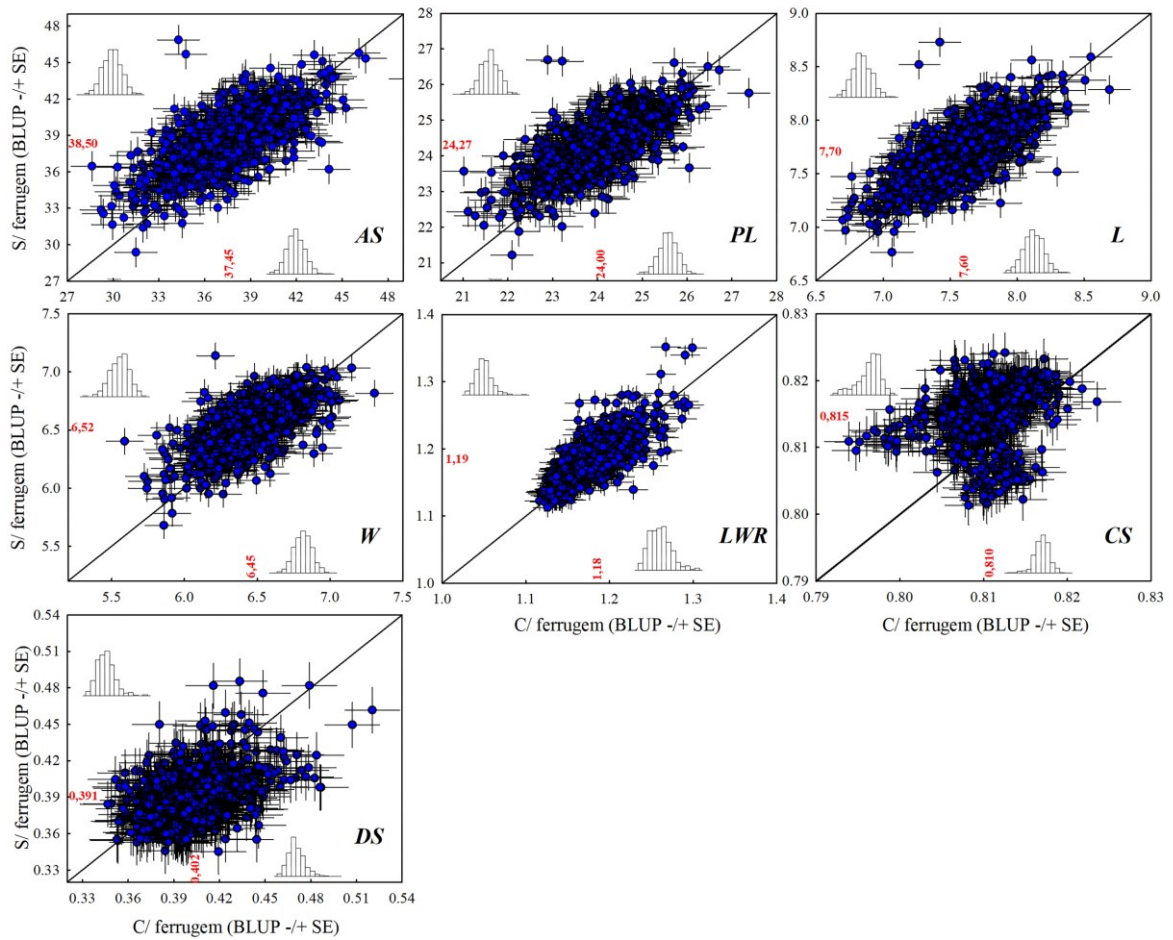 S/ ferrugem (BLUP -/+ SE)
48
45
42
39
36
33
30
27
38,50
37,45
AS
27 30 33 36 39 42 45 48
28
27
26
25
24
23
22
21
24,27
24,00
PL
21 22 23 24 25 26 27 28
9.0
8.5
8.0
7.5
7.0
6.5
7,70
7,60
L
6.5 7.0 7.5 8.0 8.5 9.0
S/ ferrugem (BLUP -/+ SE)
7.5
7.0
6.5
6.0
5.5
6,52
6,45
W
5.5 6.0 6.5 7.0 7.5
1.4
1.3
1.2
1.1
1.0
1,19
1,18
LWR
1.0 1.1 1.2 1.3 1.4
C/ ferrugem (BLUP -/+ SE)
0.83
0.82
0.81
0.80
0.79
0,815
0,810
CS
0.79 0.80 0.81 0.82 0.83
C/ ferrugem (BLUP -/+ SE)
S/ ferrugem (BLUP -/+ SE)
0.54
0.51
0.48
0.45
0.42
0.39
0.36
0.33
0,391
0,402
DS
0.33 0.36 0.39 0.42 0.45 0.48 0.51 0.54
C/ ferrugem (BLUP -/+ SE)